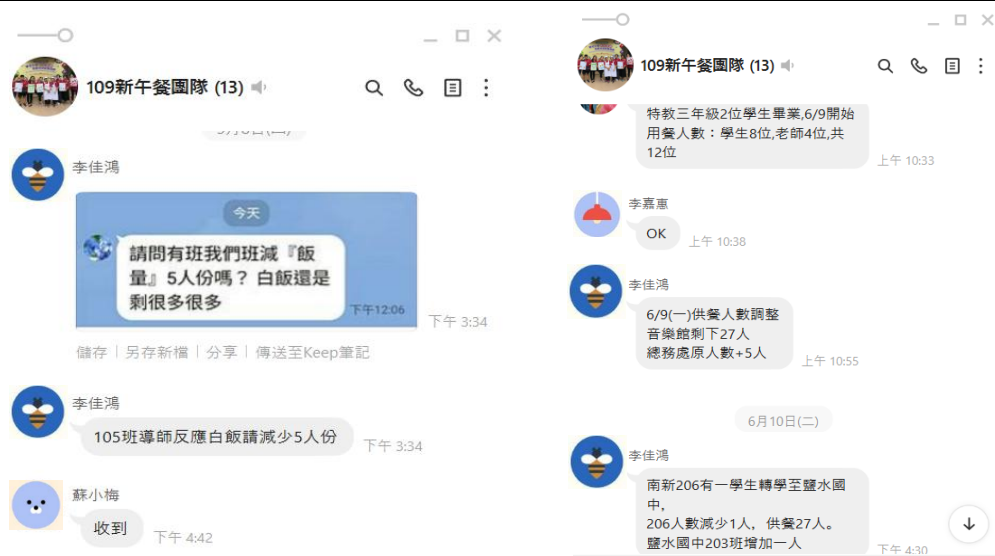 109新午餐團隊 (13)
李佳鴻
今天
請問有班我們班減『飯
量』5人份嗎？ 白飯還是
剩很多很多
下午12:06
下午 3:34
儲存｜另存新檔｜分享｜傳送至Keep筆記
李佳鴻
105班導師反應白飯請減少5人份
下午 3:34
蘇小梅
收到
下午 4:42
109新午餐團隊 (13)
特教三年級2位學生畢業,6/9開始
用餐人數：學生8位,老師4位,共
12位
上午 10:33
李嘉惠
OK
上午 10:38
李佳鴻
6/9(一)供餐人數調整
音樂館剩下27人
總務處原人數+5人
上午 10:55
6月10日(二)
李佳鴻
南新206有一學生轉學至鹽水國
中,
206人數減少1人，供餐27人。
鹽水國中203班增加一人
下午 4:30